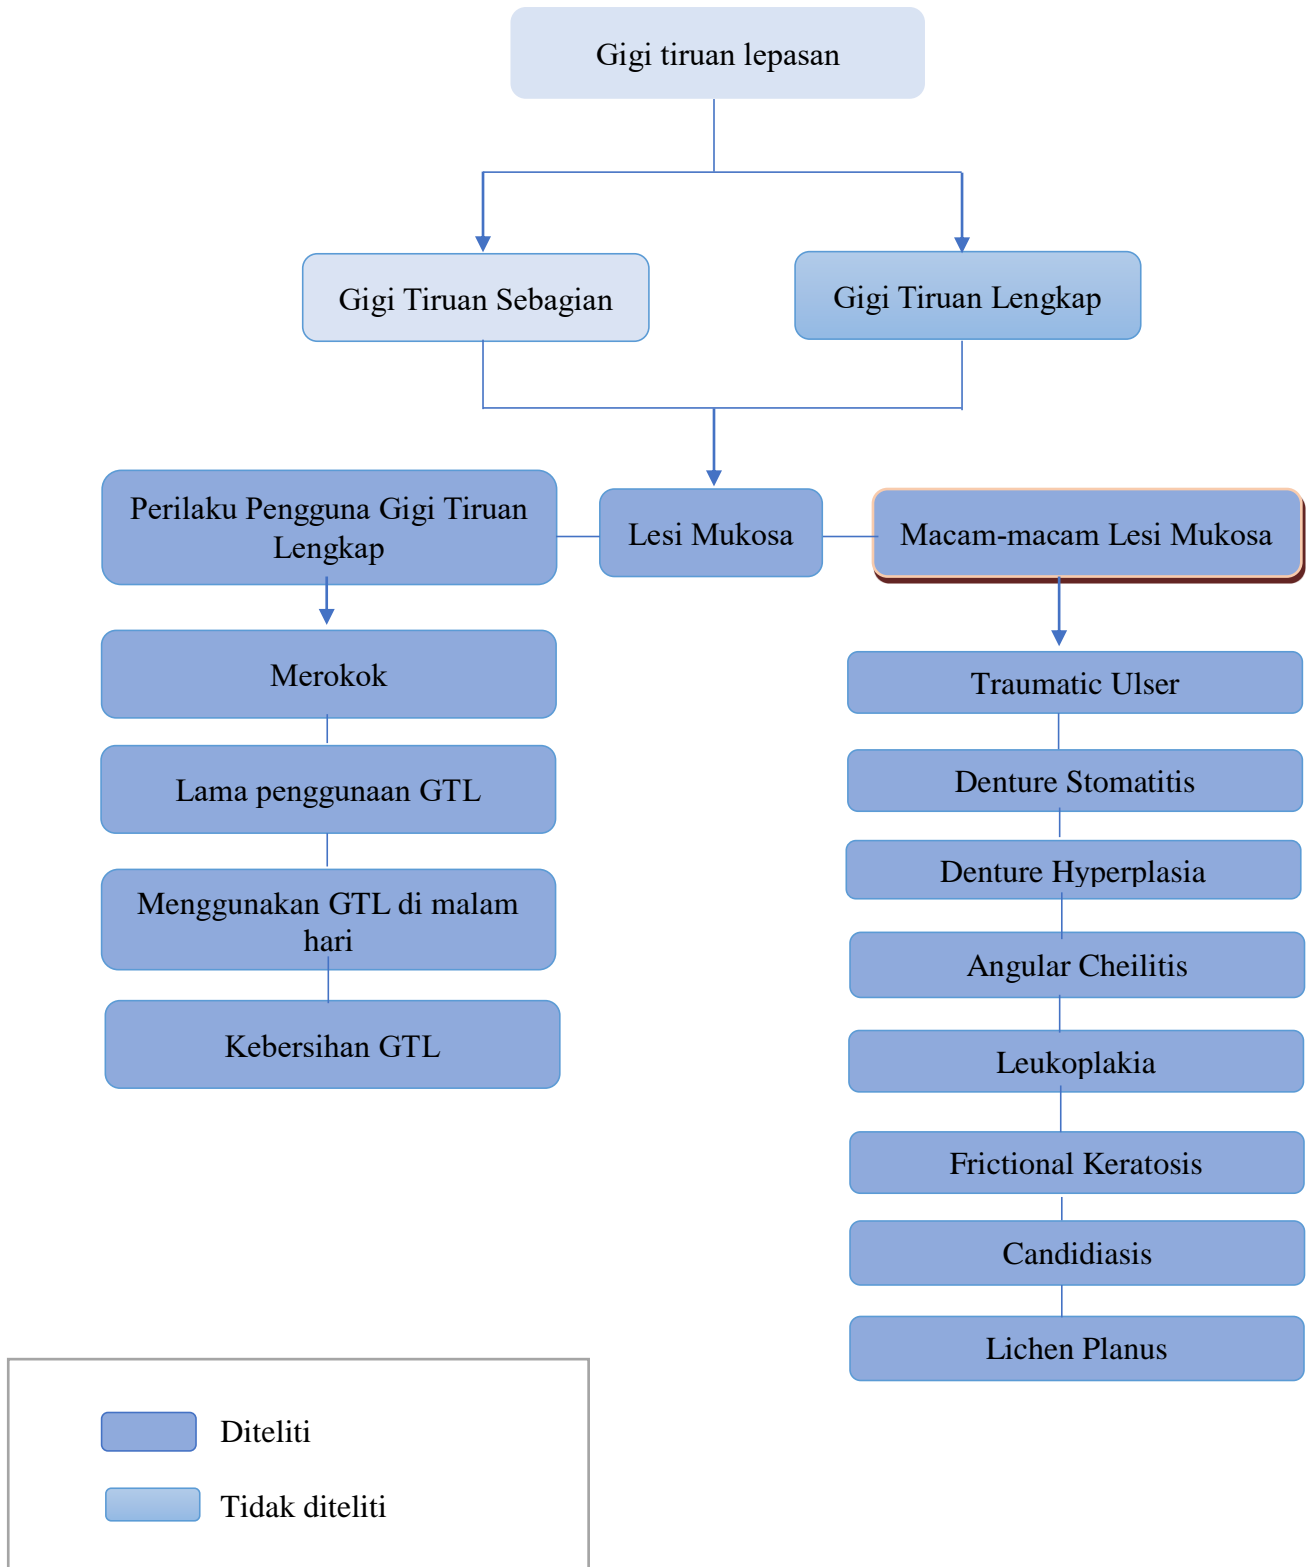 Gigi tiruan lepasan
Gigi Tiruan Sebagian
Gigi Tiruan Lengkap
Perilaku Pengguna Gigi Tiruan
Lengkap
Lesi Mukosa
Macam-macam Lesi Mukosa
Merokok
Lama penggunaan GTL
Menggunakan GTL di malam
hari
Kebersihan GTL
Traumatic Ulser
Denture Stomatitis
Denture Hyperplasia
Angular Cheilitis
Leukoplakia
Frictional Keratosis
Candidiasis
Lichen Planus
Diteliti
Tidak diteliti